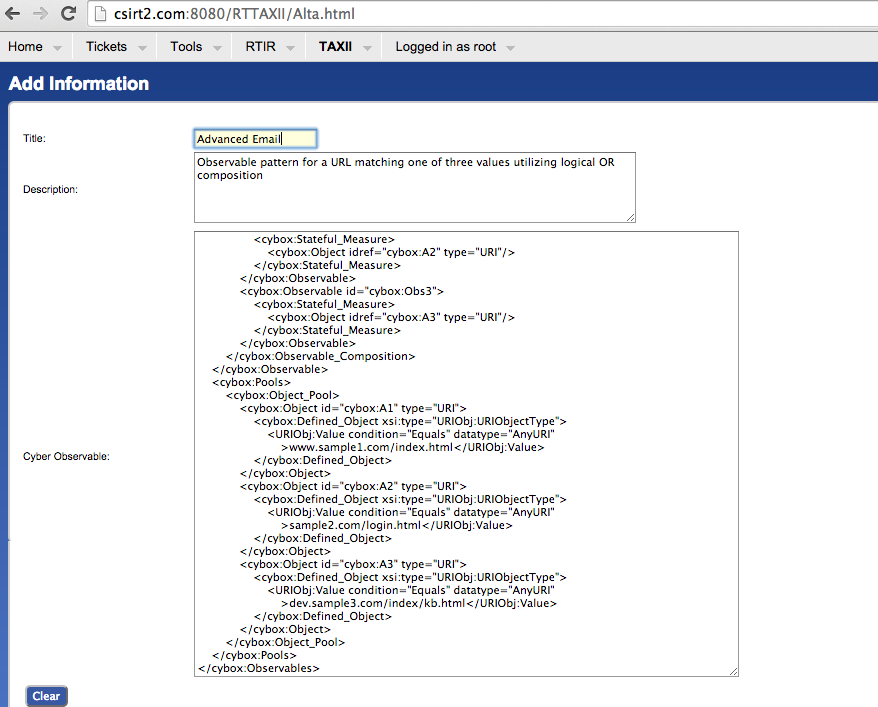 csirt2.com:8080/RTTAXII/Alta.html
Home Tickets Tools RTIR TAXII Logged in as root
Add Information
Title: Advanced Email
Description: Observable pattern for a URL matching one of three values utilizing logical OR
composition
<cybox:Stateful_Measure>
<cybox:Object idref="cybox:A2" type="URI"/>
</cybox:Stateful_Measure>
</cybox:Observable>
<cybox:Observable id="cybox:Obs3">
<cybox:Stateful_Measure>
<cybox:Object idref="cybox:A3" type="URI"/>
</cybox:Stateful_Measure>
</cybox:Observable>
</cybox:Observable_Composition>
</cybox:Observable>
<cybox:Pools>
<cybox:Object_Pool>
<cybox:Object id="cybox:A1" type="URI">
<cybox:Defined_Object xsi:type="URIObj:URIObjectType">
<URIObj:Value condition="Equals" datatype="AnyURI"
>www.sample1.com/index.html</URIObj:Value>
Cyber Observable: </cybox:Defined_Object>
</cybox:Object>
<cybox:Object id="cybox:A2" type="URI">
<cybox:Defined_Object xsi:type="URIObj:URIObjectType">
<URIObj:Value condition="Equals" datatype="AnyURI"
>sample2.com/login.html</URIObj:Value>
</cybox:Defined_Object>
</cybox:Object>
<cybox:Object id="cybox:A3" type="URI">
<cybox:Defined_Object xsi:type="URIObj:URIObjectType">
<URIObj:Value condition="Equals" datatype="AnyURI"
>dev.sample3.com/index/kb.html</URIObj:Value>
</cybox:Defined_Object>
</cybox:Object>
</cybox:Object_Pool>
</cybox:Pools>
</cybox:Observables>
Clear